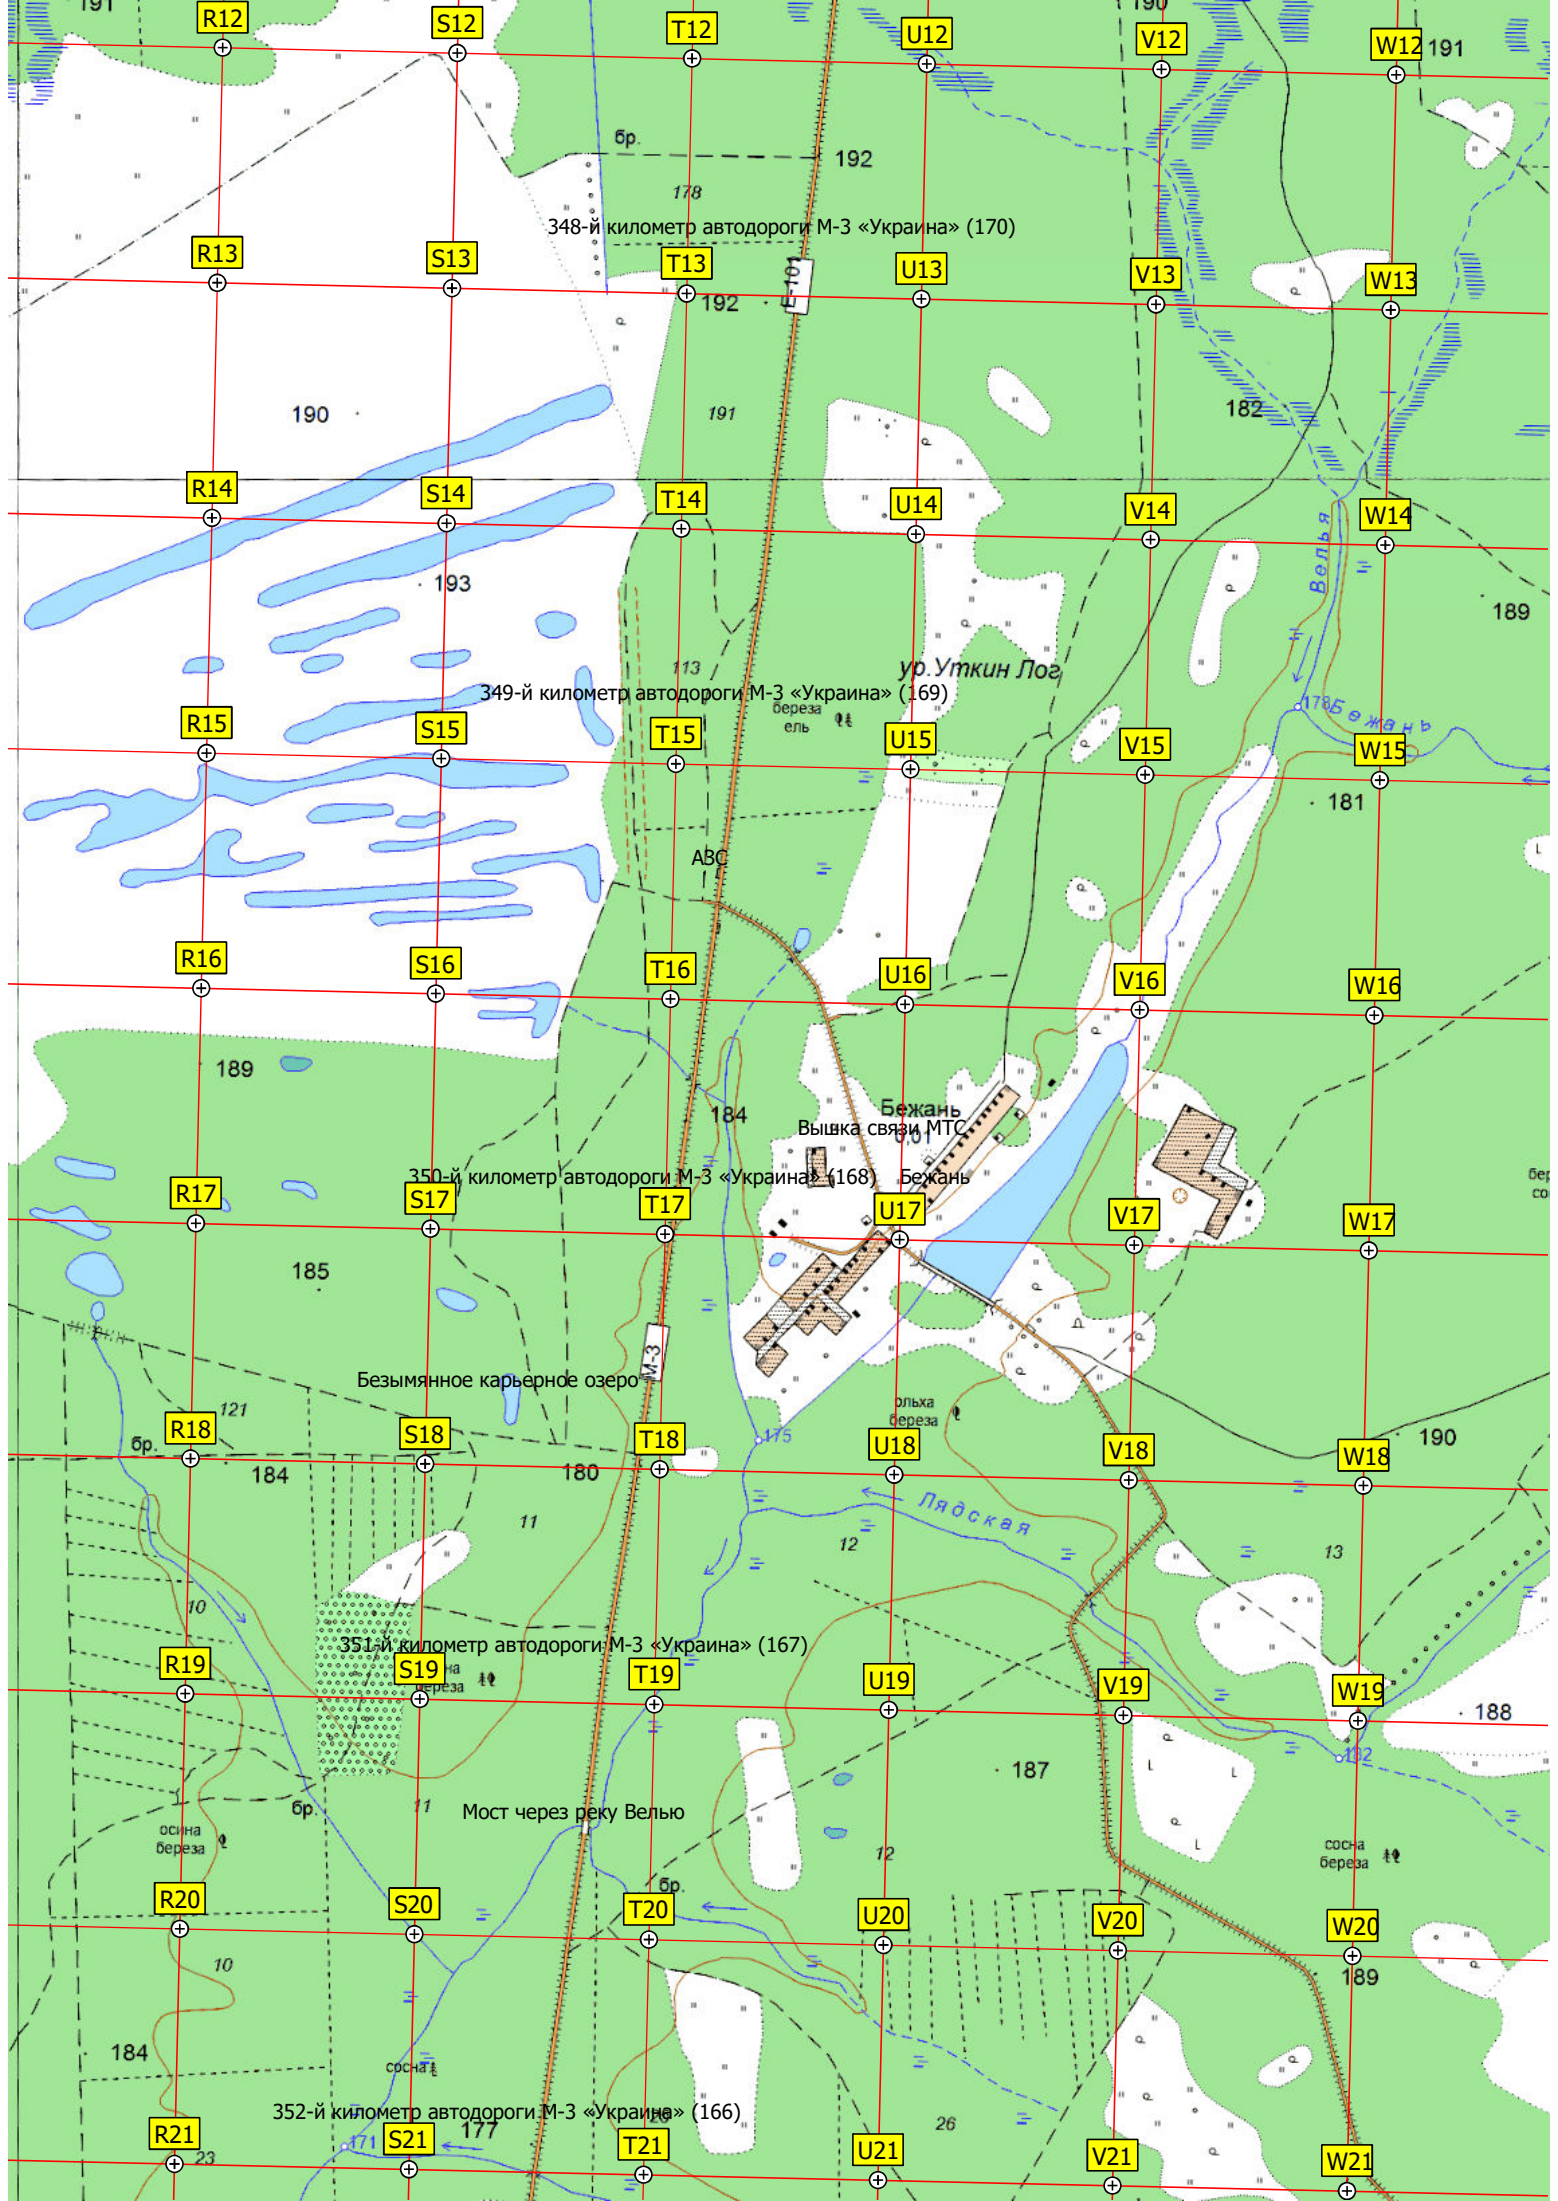 191
190
R12
S12
T12
U12
V12
W12
191
бр.
192
178
348-й километр автодороги М-3 «Украина» (170)
R13
S13
T13
E-101
U13
V13
W13
192
190
191
182
R14
S14
T14
U14
V14
W14
Велья
193
189
113
ур.Уткин Лог
349-й километр автодороги М-3 «Украина» (169)
береза
ель
178
Бежань
R15
S15
T15
U15
V15
W15
181
АЗС
R16
S16
T16
U16
V16
W16
189
184
Бежань
Вышка связи МТС
0,01
350-й километр автодороги М-3 «Украина» (168)
Бежань
R17
S17
T17
U17
V17
W17
185
М-3
Безымянное карьерное озеро
121
ольха
береза
бр.
R18
S18
T18
175
U18
V18
W18
190
184
180
Лядская
11
12
13
10
351-й километр автодороги М-3 «Украина» (167)
береза
R19
S19
T19
U19
V19
W19
188
182
187
бр.
11
Мост через реку Велью
осина
береза
12
сосна
береза
бр.
R20
S20
T20
U20
V20
W20
10
189
184
сосна
352-й километр автодороги М-3 «Украина» (166)
26
177
R21
171
S21
T21
U21
V21
W21
23